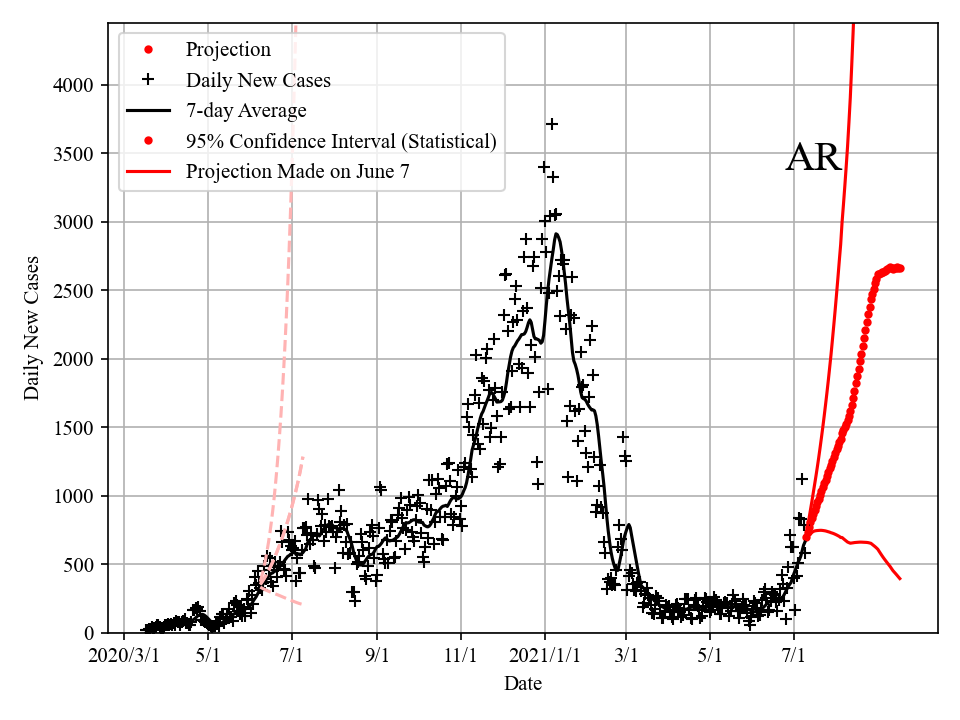 Projection
Daily New Cases
7-day Average
95% Confidence Interval (Statistical)
Projection Made on June 7
AR
4000
3500
3000
2500
2000
1500
1000
500
0
Daily New Cases
2020/3/1 5/1 7/1 9/1 11/1 2021/1/1 3/1 5/1 7/1
Date